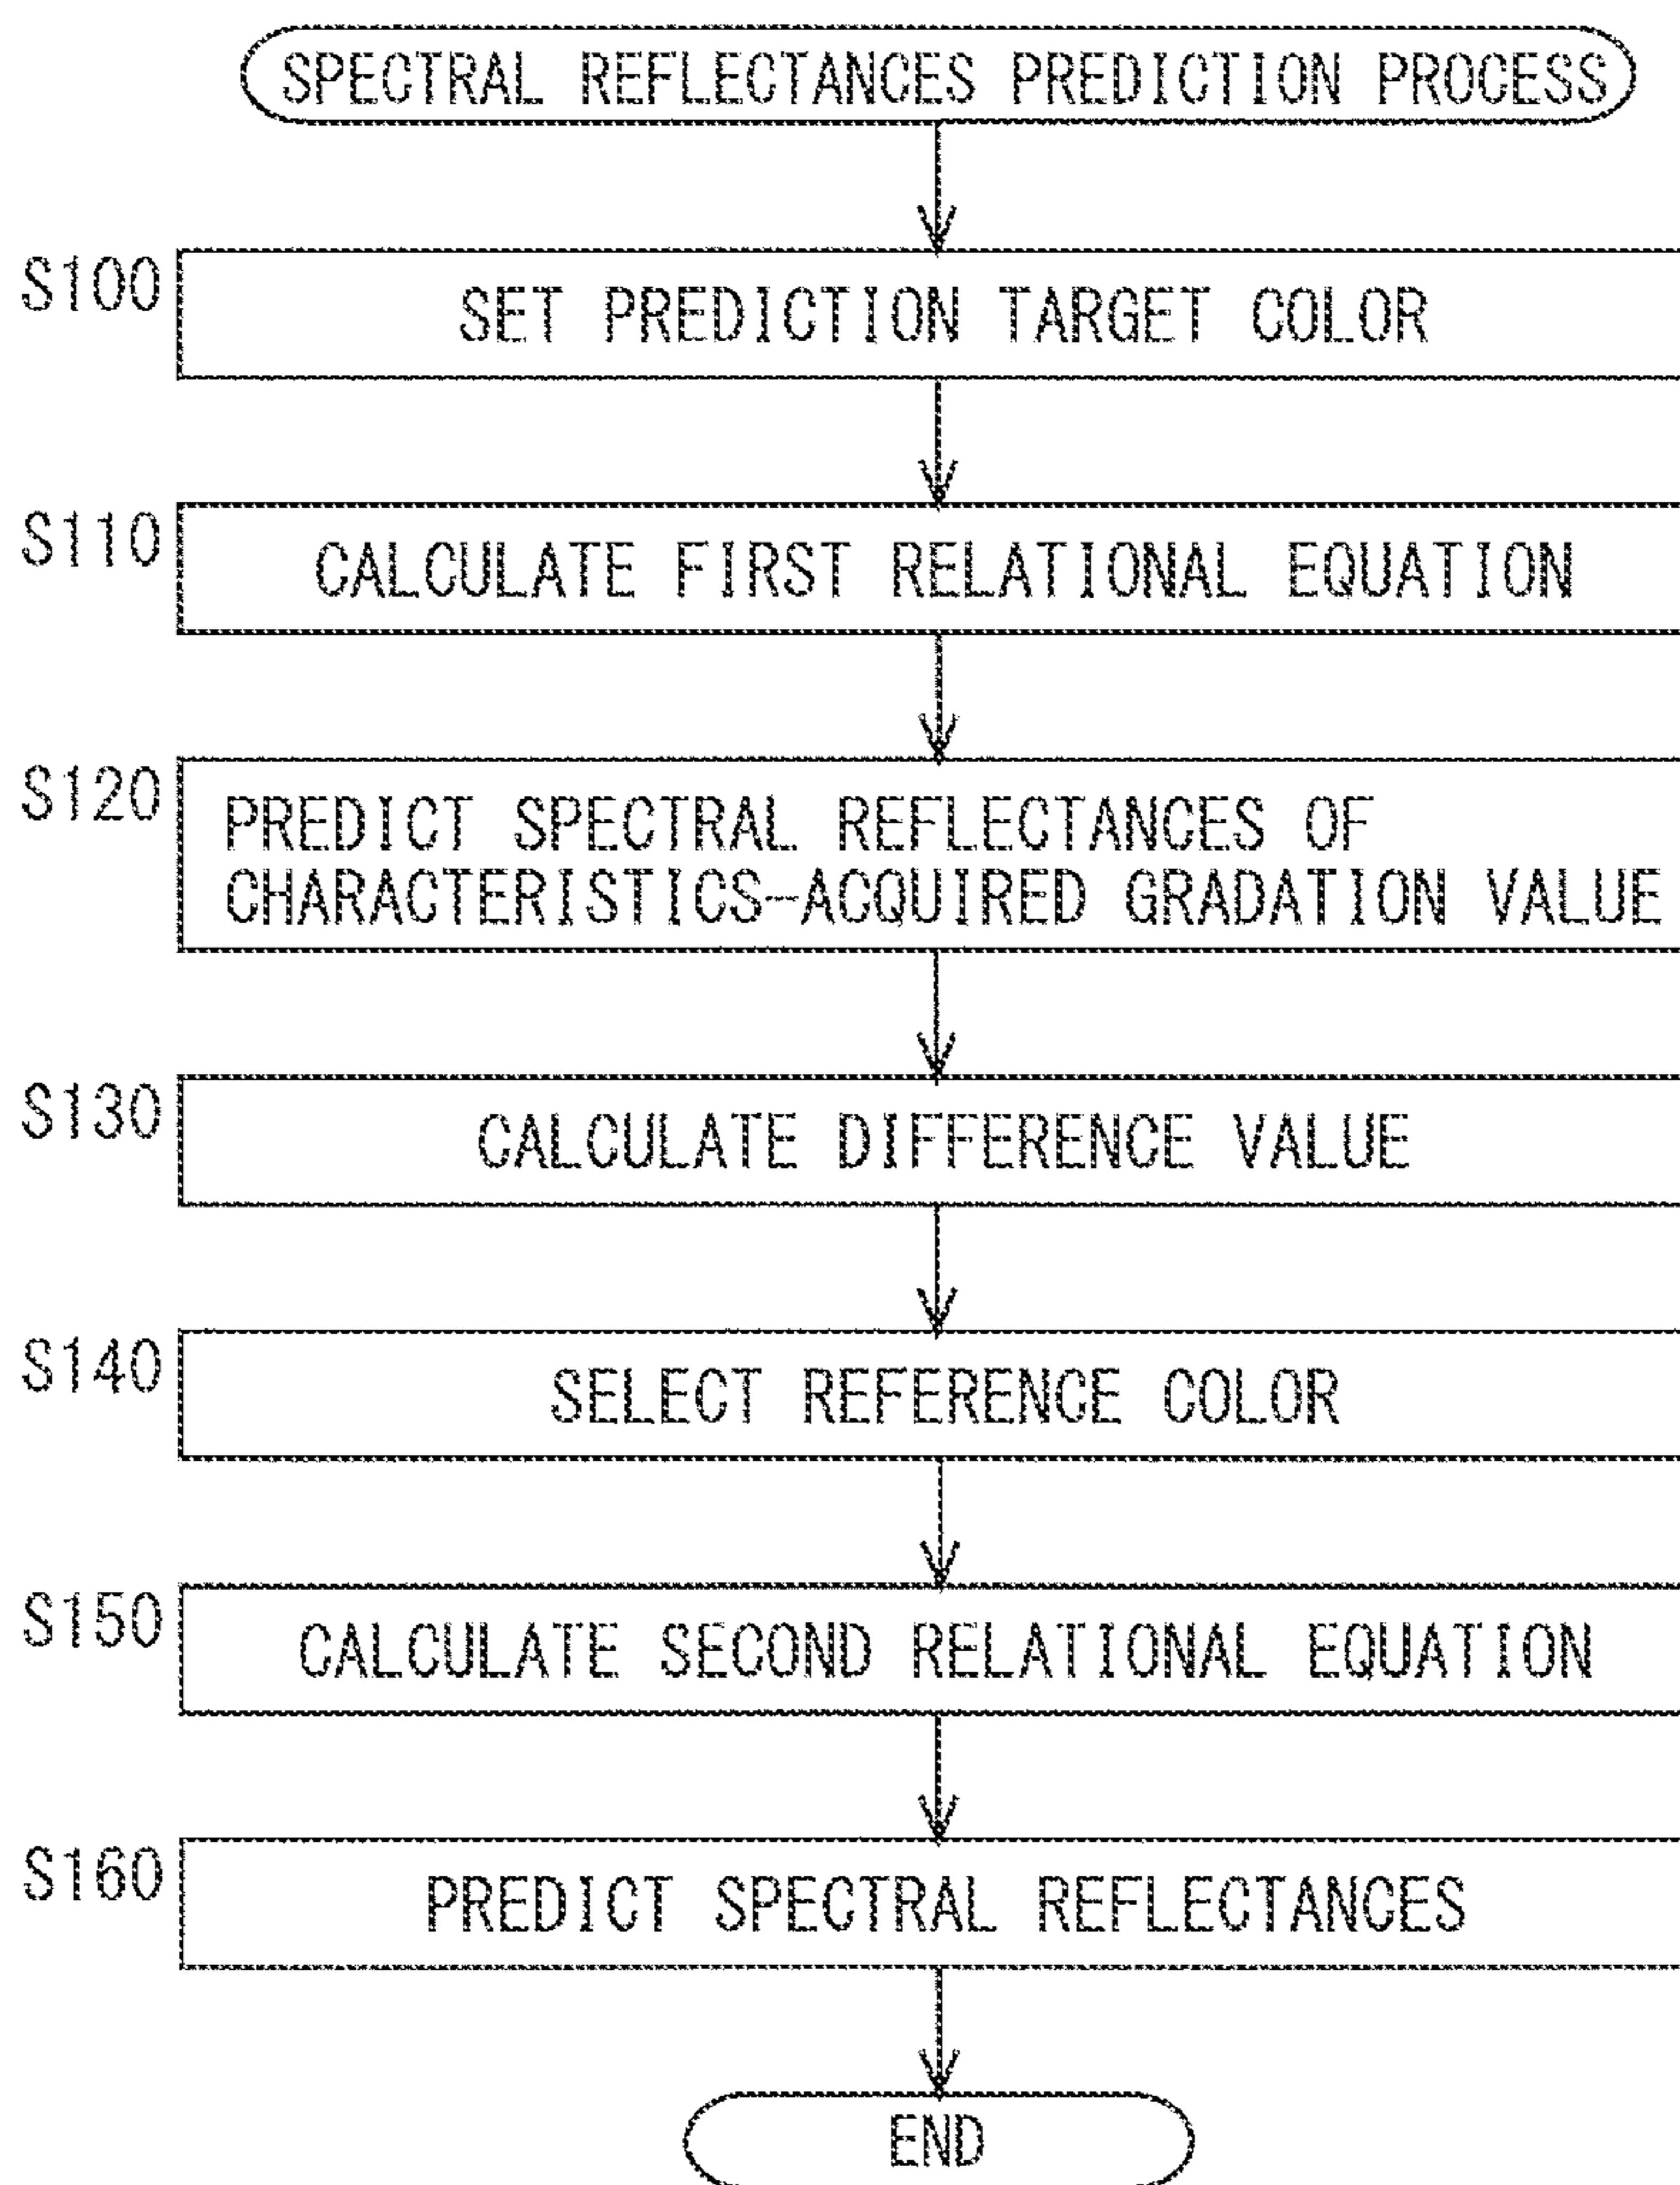 SPECTRAL REFLECTANCES PREDICTION PROCESS
S100
SET PREDICTION TARGET COLOR
S110
CALCULATE FIRST RELATIONAL EQUATION
S120
PREDICT SPECTRAL REFLECTANCES OF
CHARACTERISTICS-ACQUIRED GRADATION VALUE
S130
CALCULATE DIFFERENCE VALUE
S140
SELECT REFERENCE COLOR
S150
CALCULATE SECOND RELATIONAL EQUATION
S160
PREDICT SPECTRAL REFLECTANCES
END